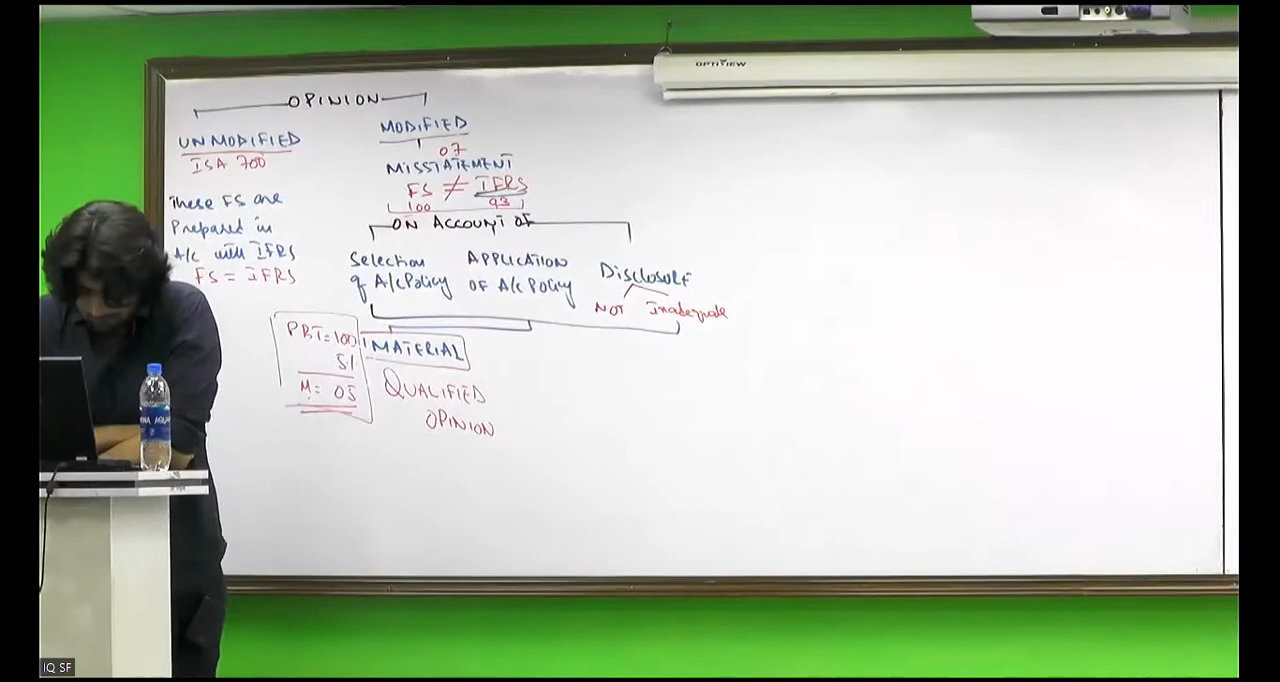 OPTIVIEW
OPINION
UNMODIFIED
ISA 700
These FS are
Prepared in
A/c with IFRS
FS = IFRS
MODIFIED
07
MISSTATEMENT
FS ≠ IFRS
100 93
ON ACCOUNT OF
Selection
of A/c Policy
APPLICATION
OF A/c Policy
DISCLOSURE
NOT Inadequate
PBT = 100
5%
M = 05
MATERIAL
QUALIFIED
OPINION
IQ SF